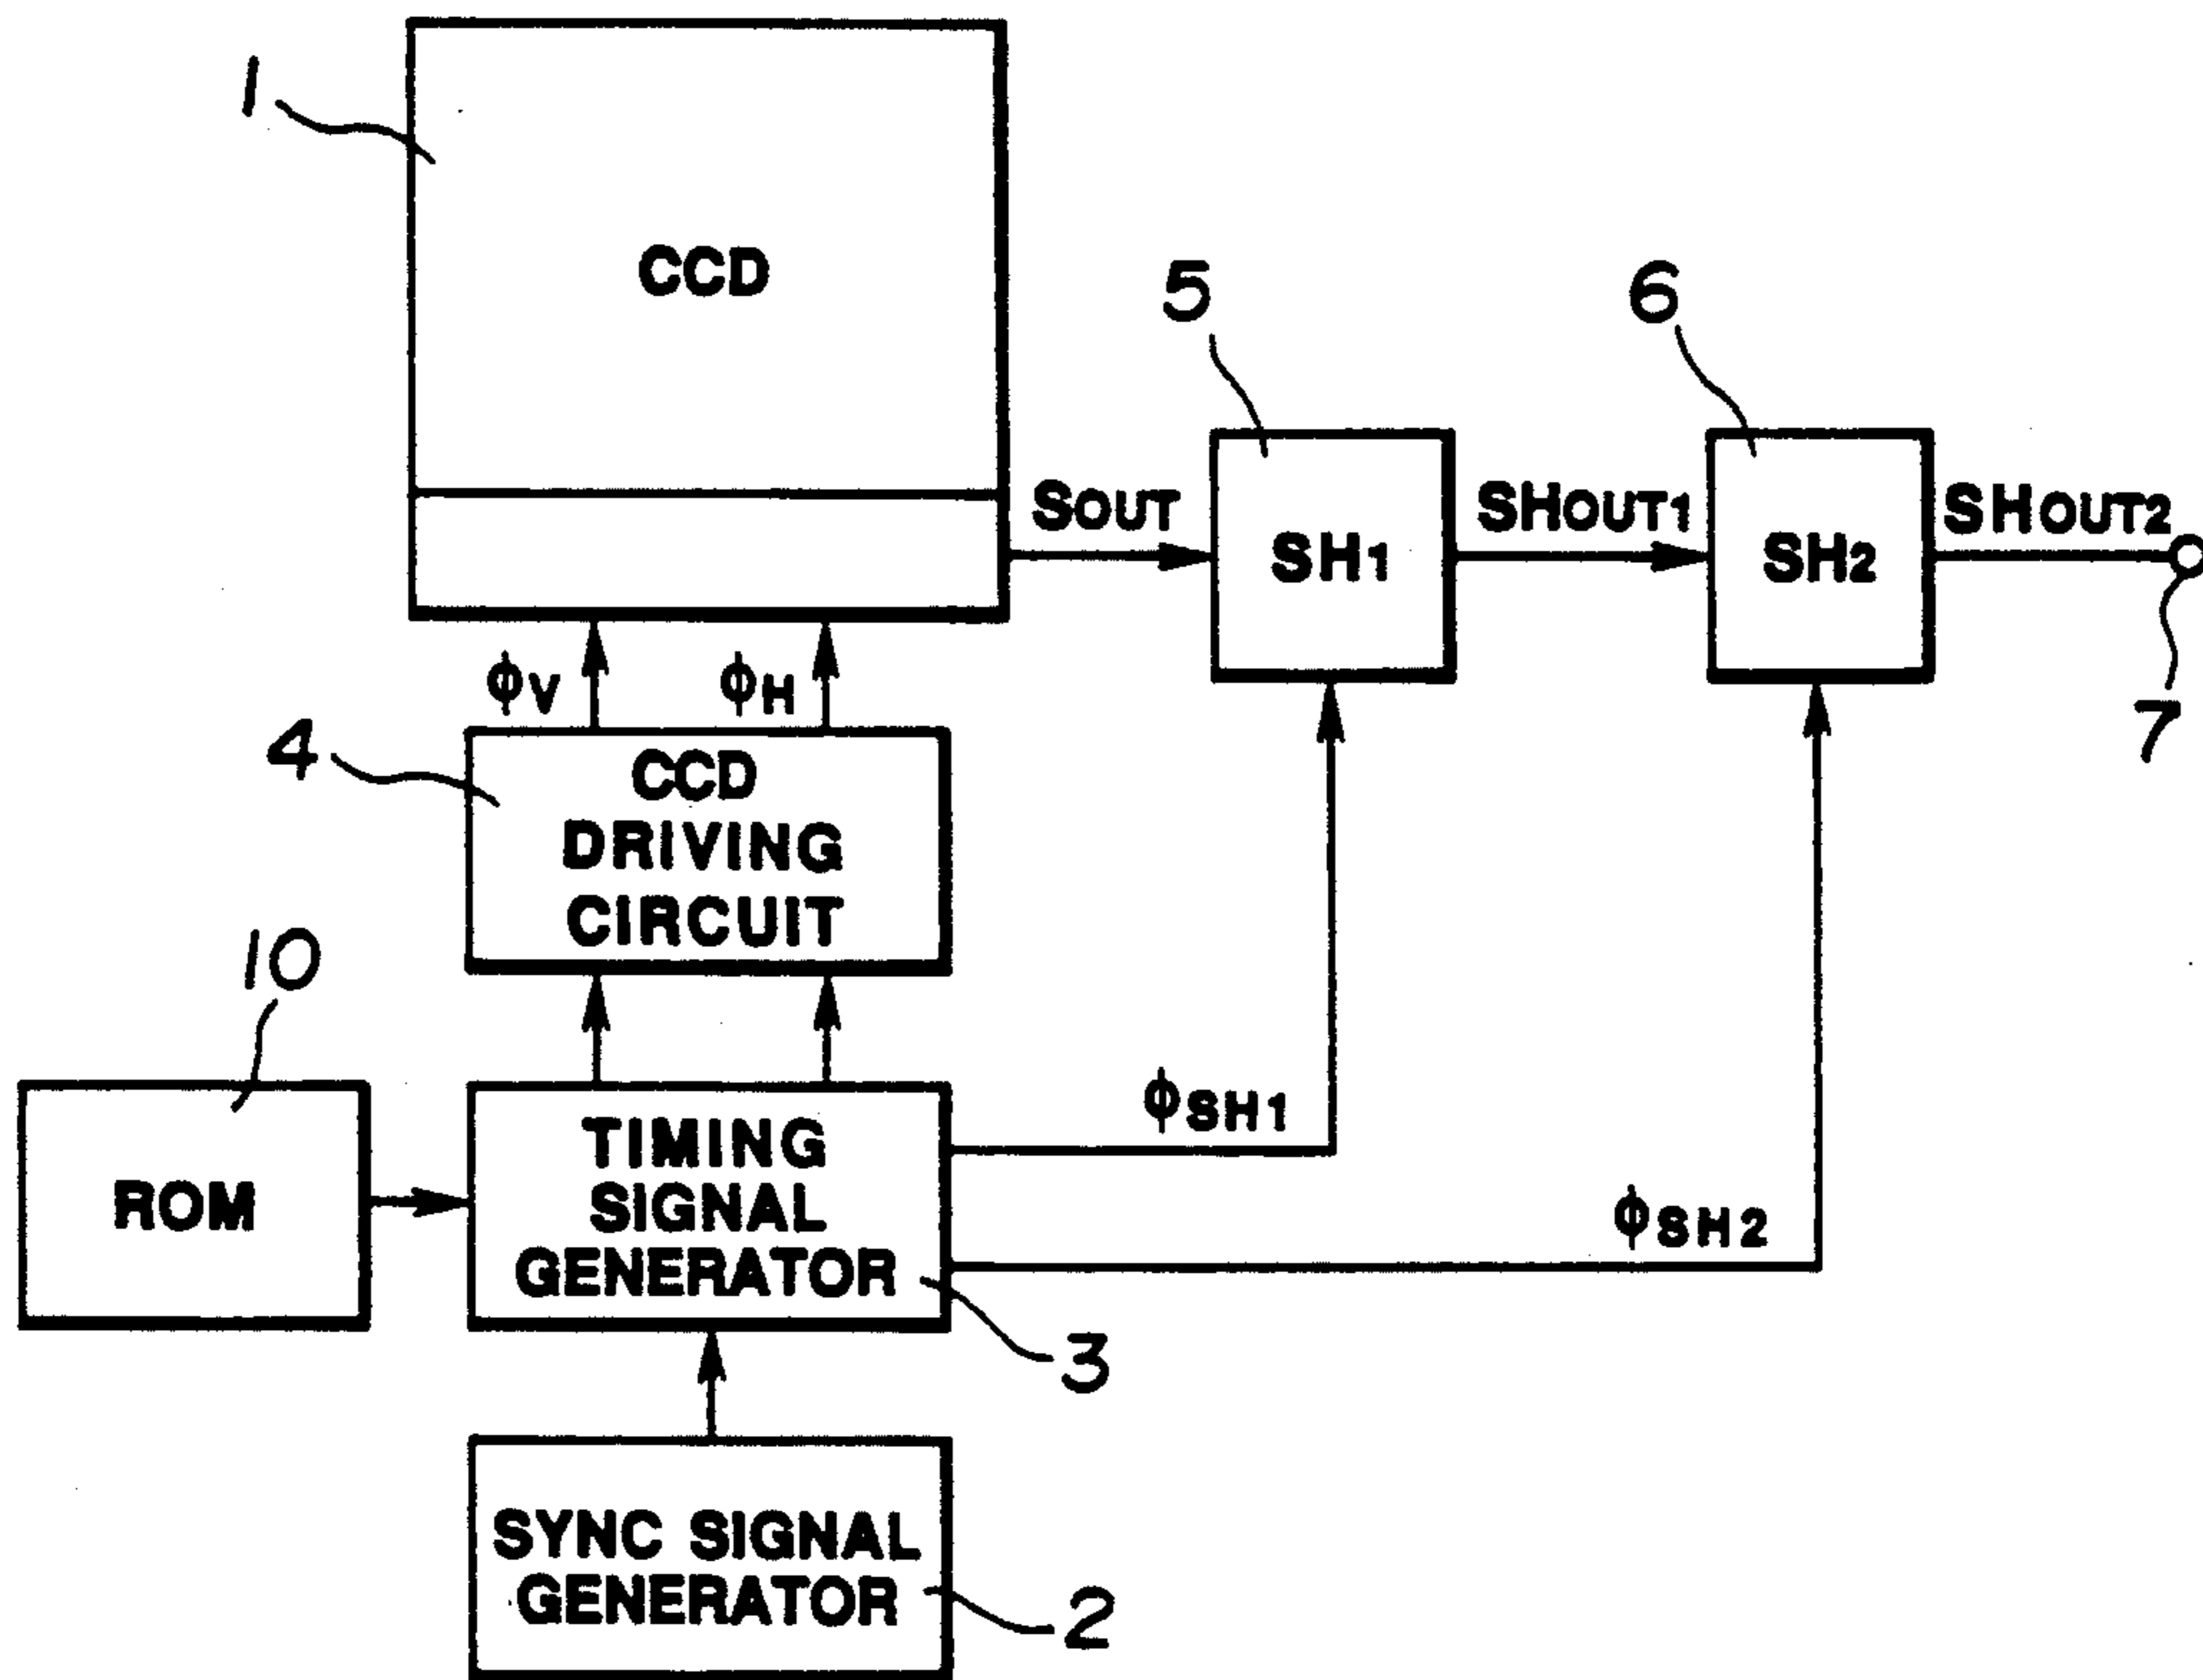 1
CCD
5
6
SOUT
SH1
SHOUT1
SH2
SHOUT2
7
ϕV
ϕH
4
CCD
DRIVING
CIRCUIT
10
ROM
TIMING
SIGNAL
GENERATOR
ϕSH1
ϕSH2
3
SYNC SIGNAL
GENERATOR
2